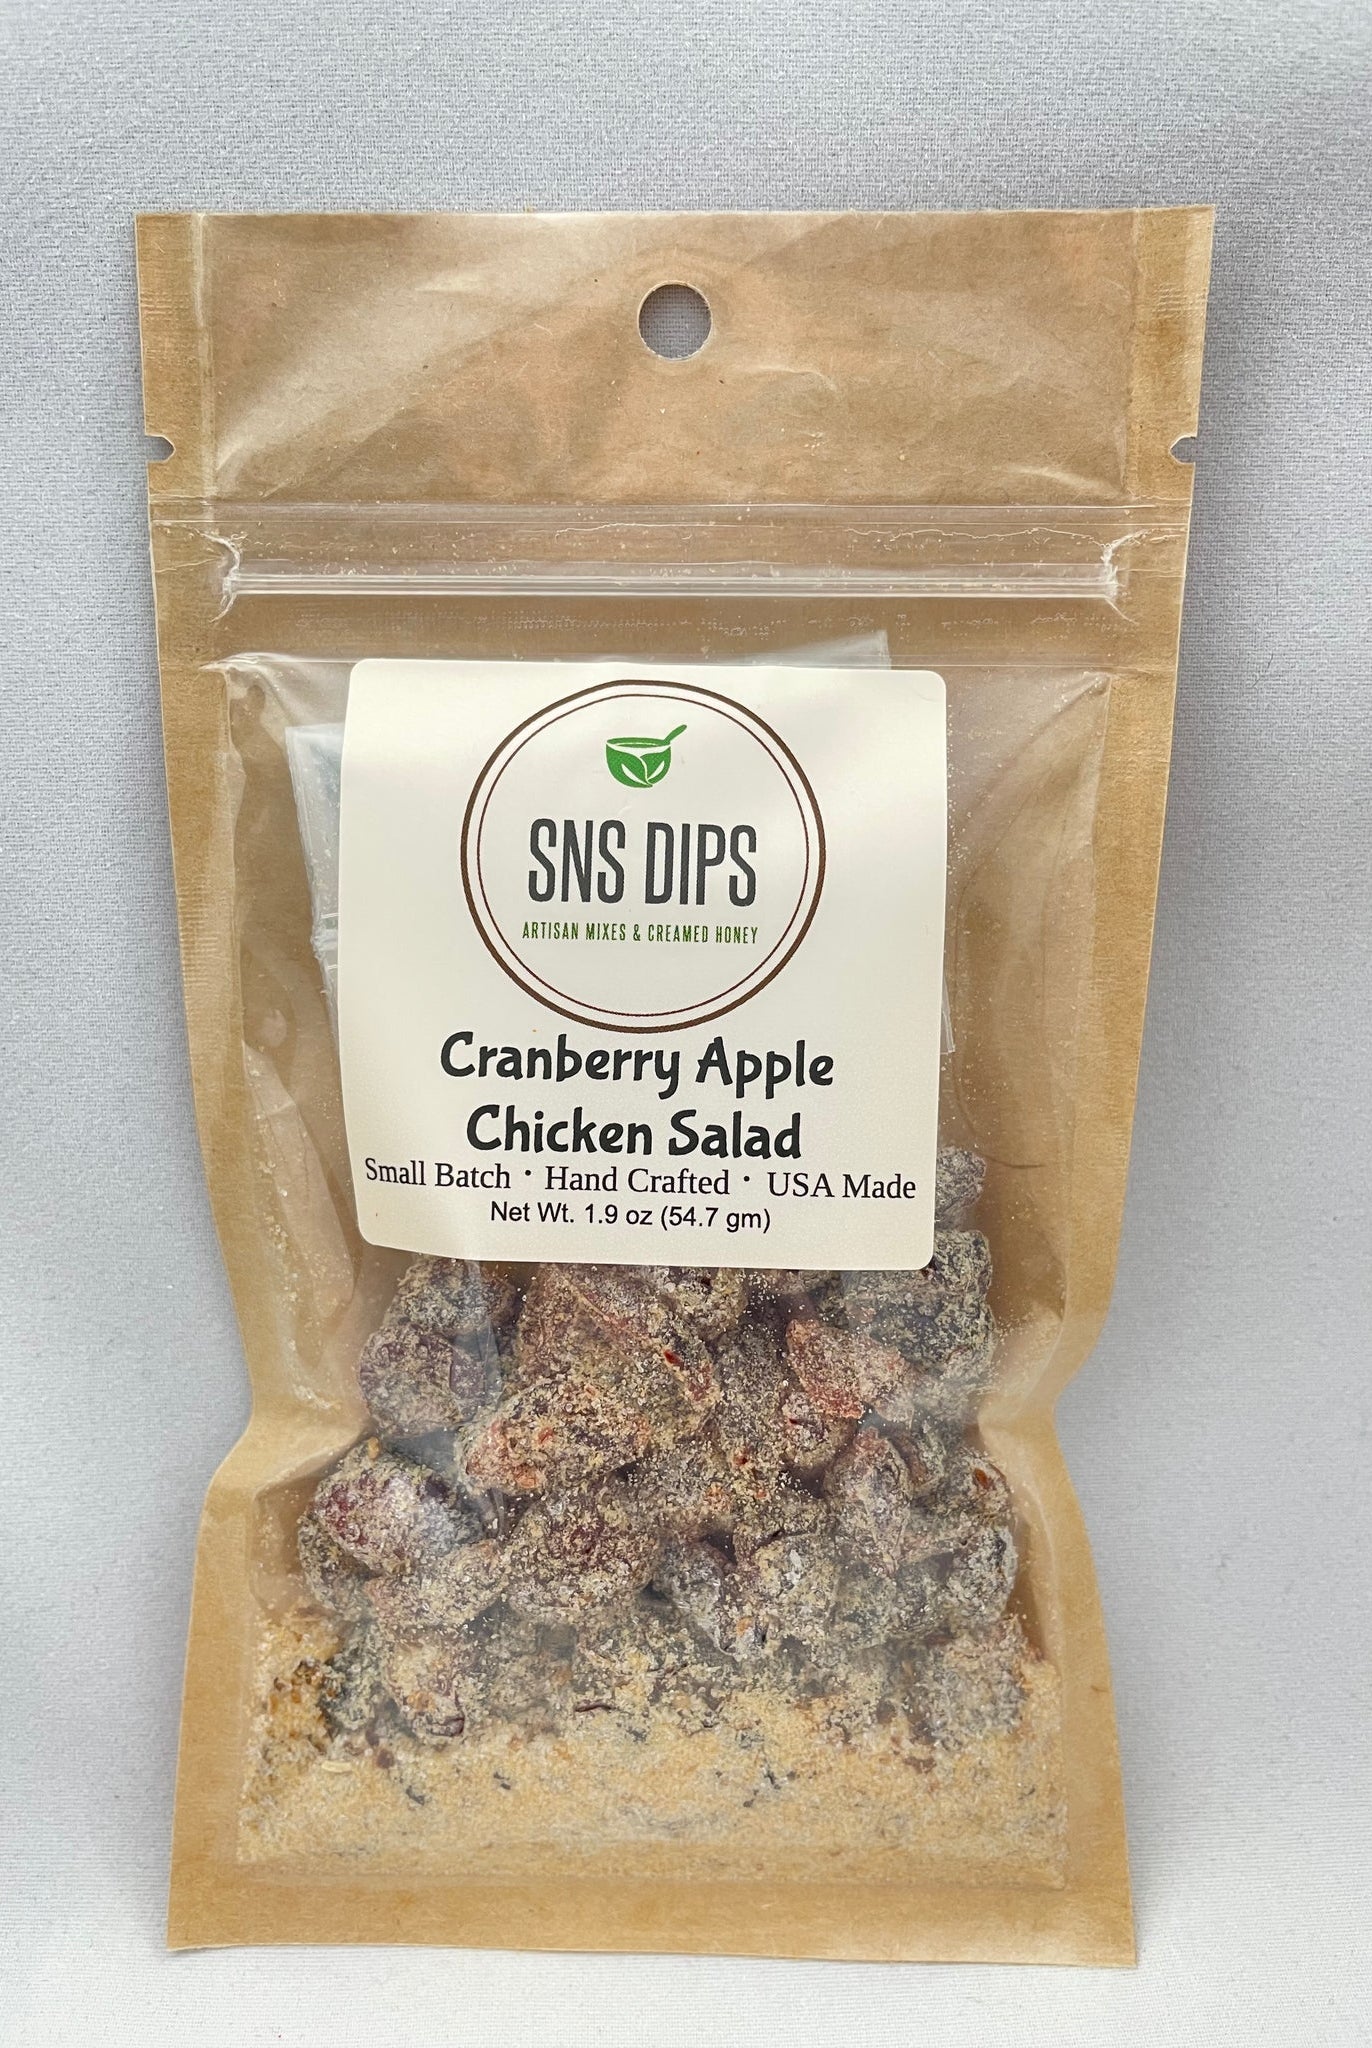 SNS DIPS
ARTISAN MIXES & CREAMED HONEY
Cranberry Apple
Chicken Salad
Small Batch · Hand Crafted · USA Made
Net Wt. 1.9 oz (54.7 gm)